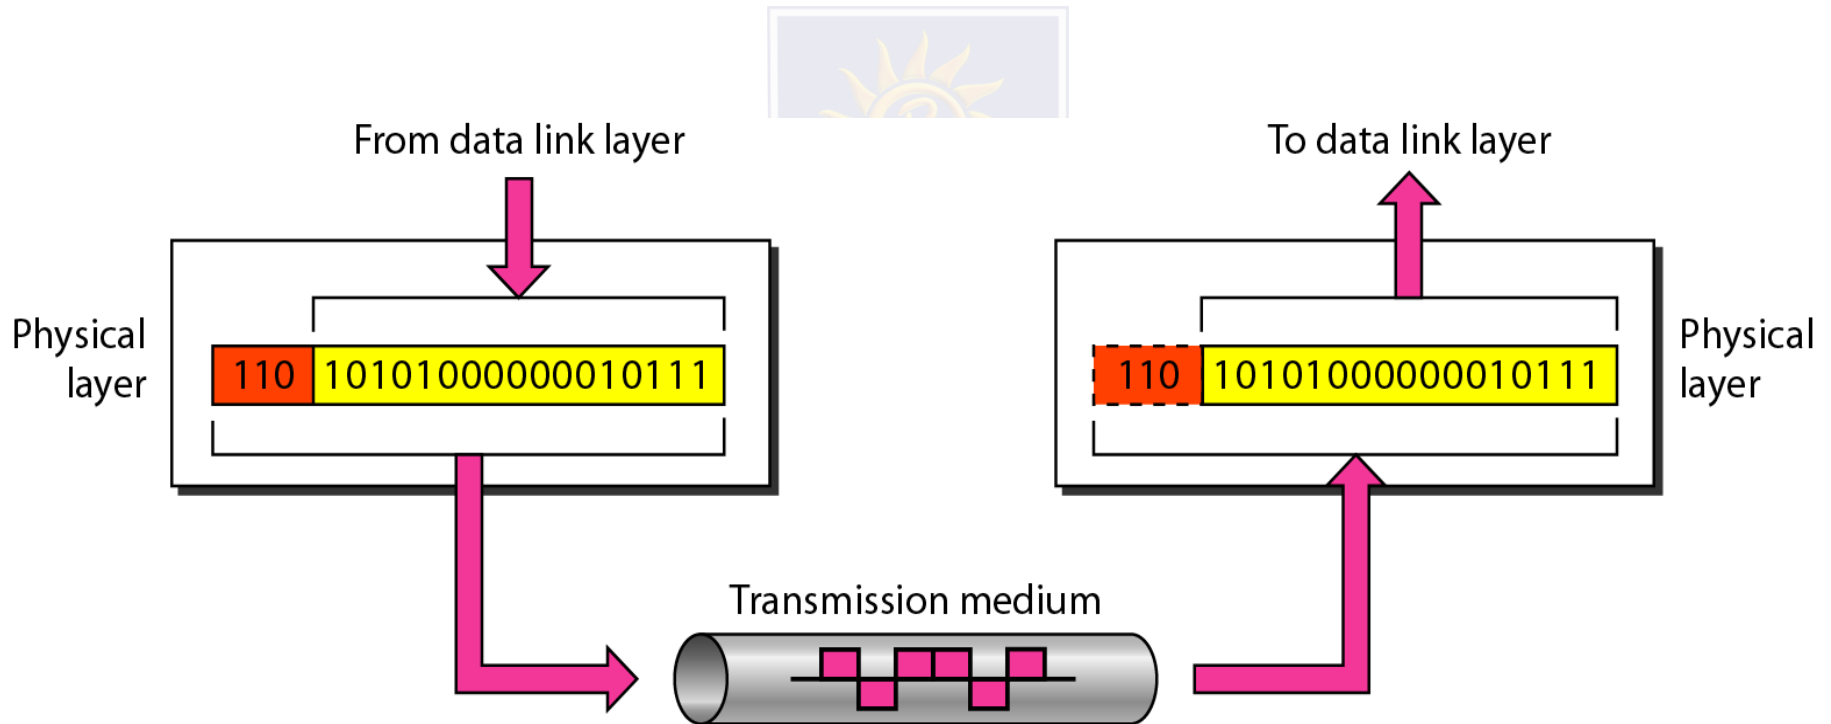 From data link layer
To data link layer
Physical
layer
110
10101000000010111
110
10101000000010111
Physical
layer
Transmission medium